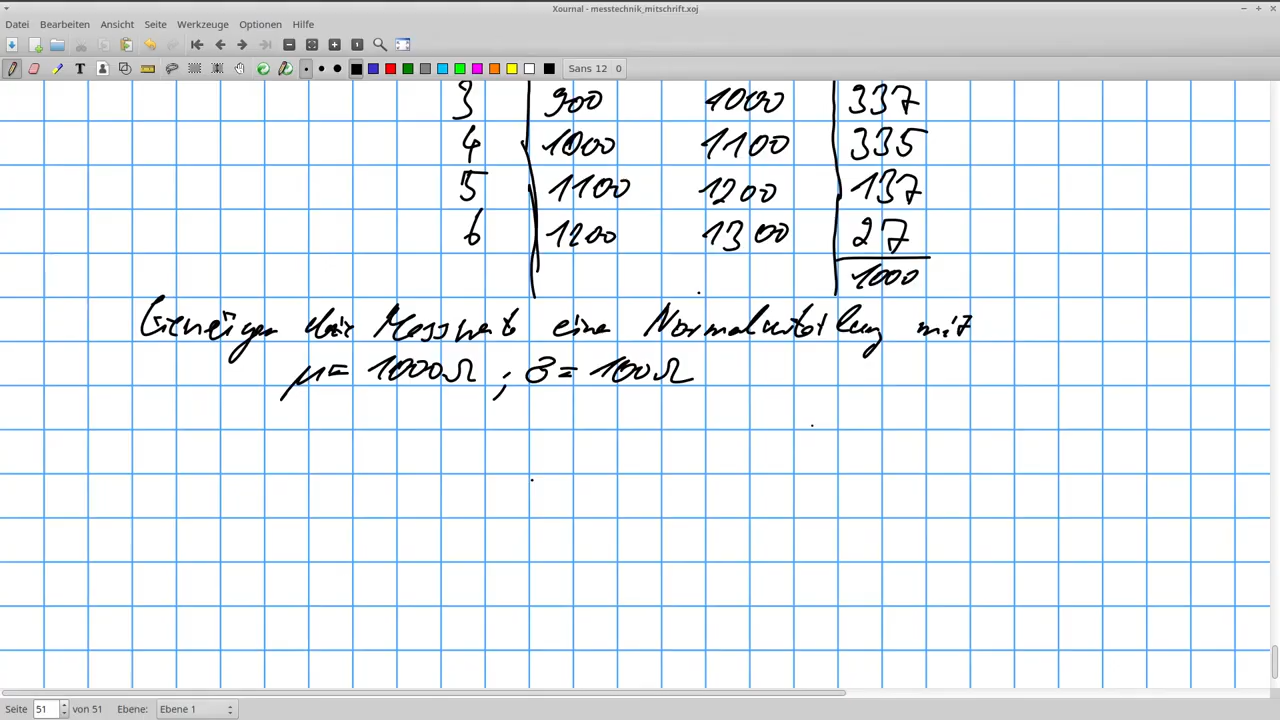 Xournal - messtechnik_mitschrift.xoj
Datei Bearbeiten Ansicht Seite Werkzeuge Optionen Hilfe
Sans 12 0
3 900 1000 337
4 1000 1100 335
5 1100 1200 137
6 1200 1300 27
1000
die Messwerte eine Normalverteilung mit
μ = 1000Ω ; σ = 100Ω
Seite 51 von 51 Ebene: Ebene 1